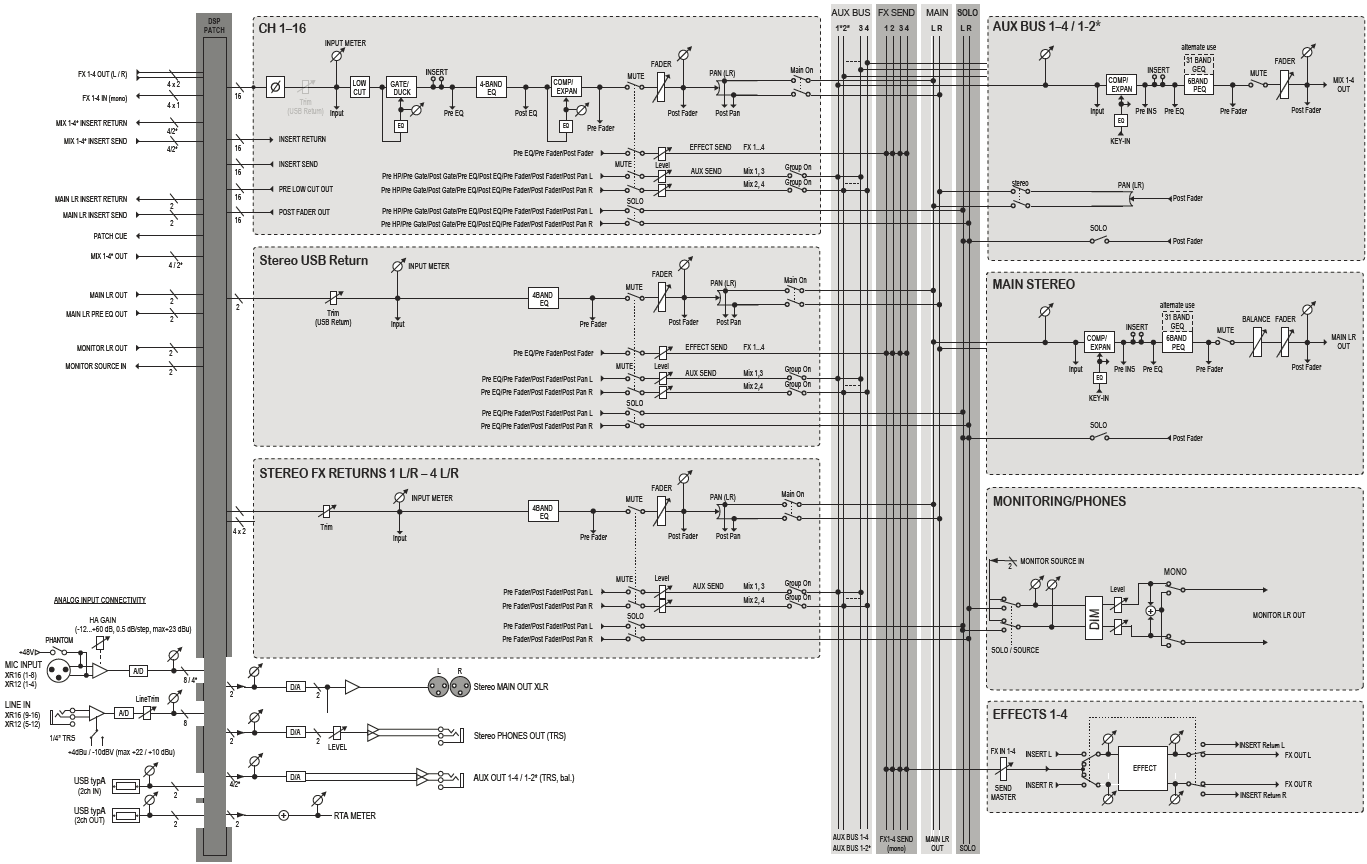 DSP
PATCH
FX 1-4 OUT (L / R)
4 x 2
FX 1-4 IN (mono)
4 x 1
MIX 1-4* INSERT RETURN
4/2*
MIX 1-4* INSERT SEND
4/2*
MAIN LR INSERT RETURN
2
MAIN LR INSERT SEND
2
PATCH CUE
MIX 1-4* OUT
4 / 2*
MAIN LR OUT
2
MAIN LR PRE EQ OUT
2
MONITOR LR OUT
2
MONITOR SOURCE IN
2
CH 1–16
16
Trim
(USB Return)
INPUT METER
Input
LOW
CUT
GATE/
DUCK
EQ
INSERT
Pre EQ
4-BAND
EQ
Post EQ
COMP/
EXPAN
EQ
Pre Fader
MUTE
FADER
Post Fader
PAN (LR)
Post Pan
Main On
16
INSERT RETURN
16
INSERT SEND
16
PRE LOW CUT OUT
16
POST FADER OUT
Pre EQ/Pre Fader/Post Fader
EFFECT SEND
FX 1...4
MUTE
Level
Pre HP/Pre Gate/Post Gate/Pre EQ/Post EQ/Pre Fader/Post Fader/Post Pan L
AUX SEND
Mix 1, 3
Group On
Pre HP/Pre Gate/Post Gate/Pre EQ/Post EQ/Pre Fader/Post Fader/Post Pan R
Mix 2, 4
Group On
SOLO
Pre HP/Pre Gate/Post Gate/Pre EQ/Post EQ/Pre Fader/Post Fader/Post Pan L
Pre HP/Pre Gate/Post Gate/Pre EQ/Post EQ/Pre Fader/Post Fader/Post Pan R
Stereo USB Return
2
Trim
(USB Return)
INPUT METER
Input
4BAND
EQ
Pre Fader
MUTE
FADER
Post Fader
PAN (LR)
Post Pan
Main On
Pre EQ/Pre Fader/Post Fader
EFFECT SEND
FX 1...4
MUTE
Level
Pre EQ/Pre Fader/Post Fader/Post Pan L
AUX SEND
Mix 1,3
Group On
Pre EQ/Pre Fader/Post Fader/Post Pan R
Mix 2,4
Group On
SOLO
Pre EQ/Pre Fader/Post Fader/Post Pan L
Pre EQ/Pre Fader/Post Fader/Post Pan R
STEREO FX RETURNS 1 L/R – 4 L/R
4 x 2
Trim
INPUT METER
Input
4BAND
EQ
Pre Fader
MUTE
FADER
Post Fader
PAN (LR)
Post Pan
Main On
MUTE
Level
Pre Fader/Post Fader/Post Pan L
AUX SEND
Mix 1, 3
Group On
Pre Fader/Post Fader/Post Pan R
Mix 2, 4
Group On
SOLO
Pre Fader/Post Fader/Post Pan L
Pre Fader/Post Fader/Post Pan R
AUX BUS
1*2* 3 4
FX SEND
1 2 3 4
MAIN
L R
SOLO
L R
AUX BUS 1-4
AUX BUS 1-2*
FX1-4 SEND
(mono)
MAIN LR
OUT
SOLO
AUX BUS 1–4 / 1-2*
Input
COMP/
EXPAN
EQ
KEY-IN
Pre INS
INSERT
Pre EQ
alternate use
31 BAND
GEQ
6BAND
PEQ
Pre Fader
MUTE
FADER
Post Fader
MIX 1-4
OUT
stereo
PAN (LR)
Post Fader
SOLO
Post Fader
MAIN STEREO
Input
COMP/
EXPAN
EQ
KEY-IN
Pre INS
INSERT
Pre EQ
alternate use
31 BAND
GEQ
6BAND
PEQ
Pre Fader
MUTE
BALANCE
FADER
Post Fader
MAIN LR
OUT
SOLO
Post Fader
MONITORING/PHONES
2
MONITOR SOURCE IN
SOLO / SOURCE
DIM
Level
MONO
MONITOR LR OUT
EFFECTS 1-4
FX IN 1-4
SEND
MASTER
INSERT L
INSERT R
EFFECT
INSERT Return L
FX OUT L
FX OUT R
INSERT Return R
ANALOG INPUT CONNECTIVITY
HA GAIN
(-12...+60 dB, 0.5 dB/step, max+23 dBu)
PHANTOM
+48V
MIC INPUT
XR16 (1-8)
XR12 (1-4)
A/D
8 / 4*
LINE IN
XR16 (9-16)
XR12 (5-12)
1/4" TRS
A/D
LineTrim
8
+4dBu / -10dBV (max +22 / +10 dBu)
USB typA
(2ch IN)
2
USB typA
(2ch OUT)
2
2
D/A
2
L
R
Stereo MAIN OUT XLR
2
D/A
2
LEVEL
Stereo PHONES OUT (TRS)
4/2*
D/A
AUX OUT 1-4 / 1-2* (TRS, bal.)
2
RTA METER